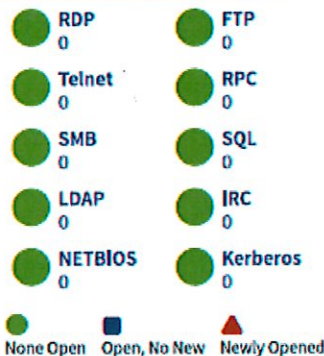 RDP
0
FTP
0
Telnet
0
RPC
0
SMB
0
SQL
0
LDAP
0
IRC
0
NETBIOS
0
Kerberos
0
None Open
Open, No New
Newly Opened